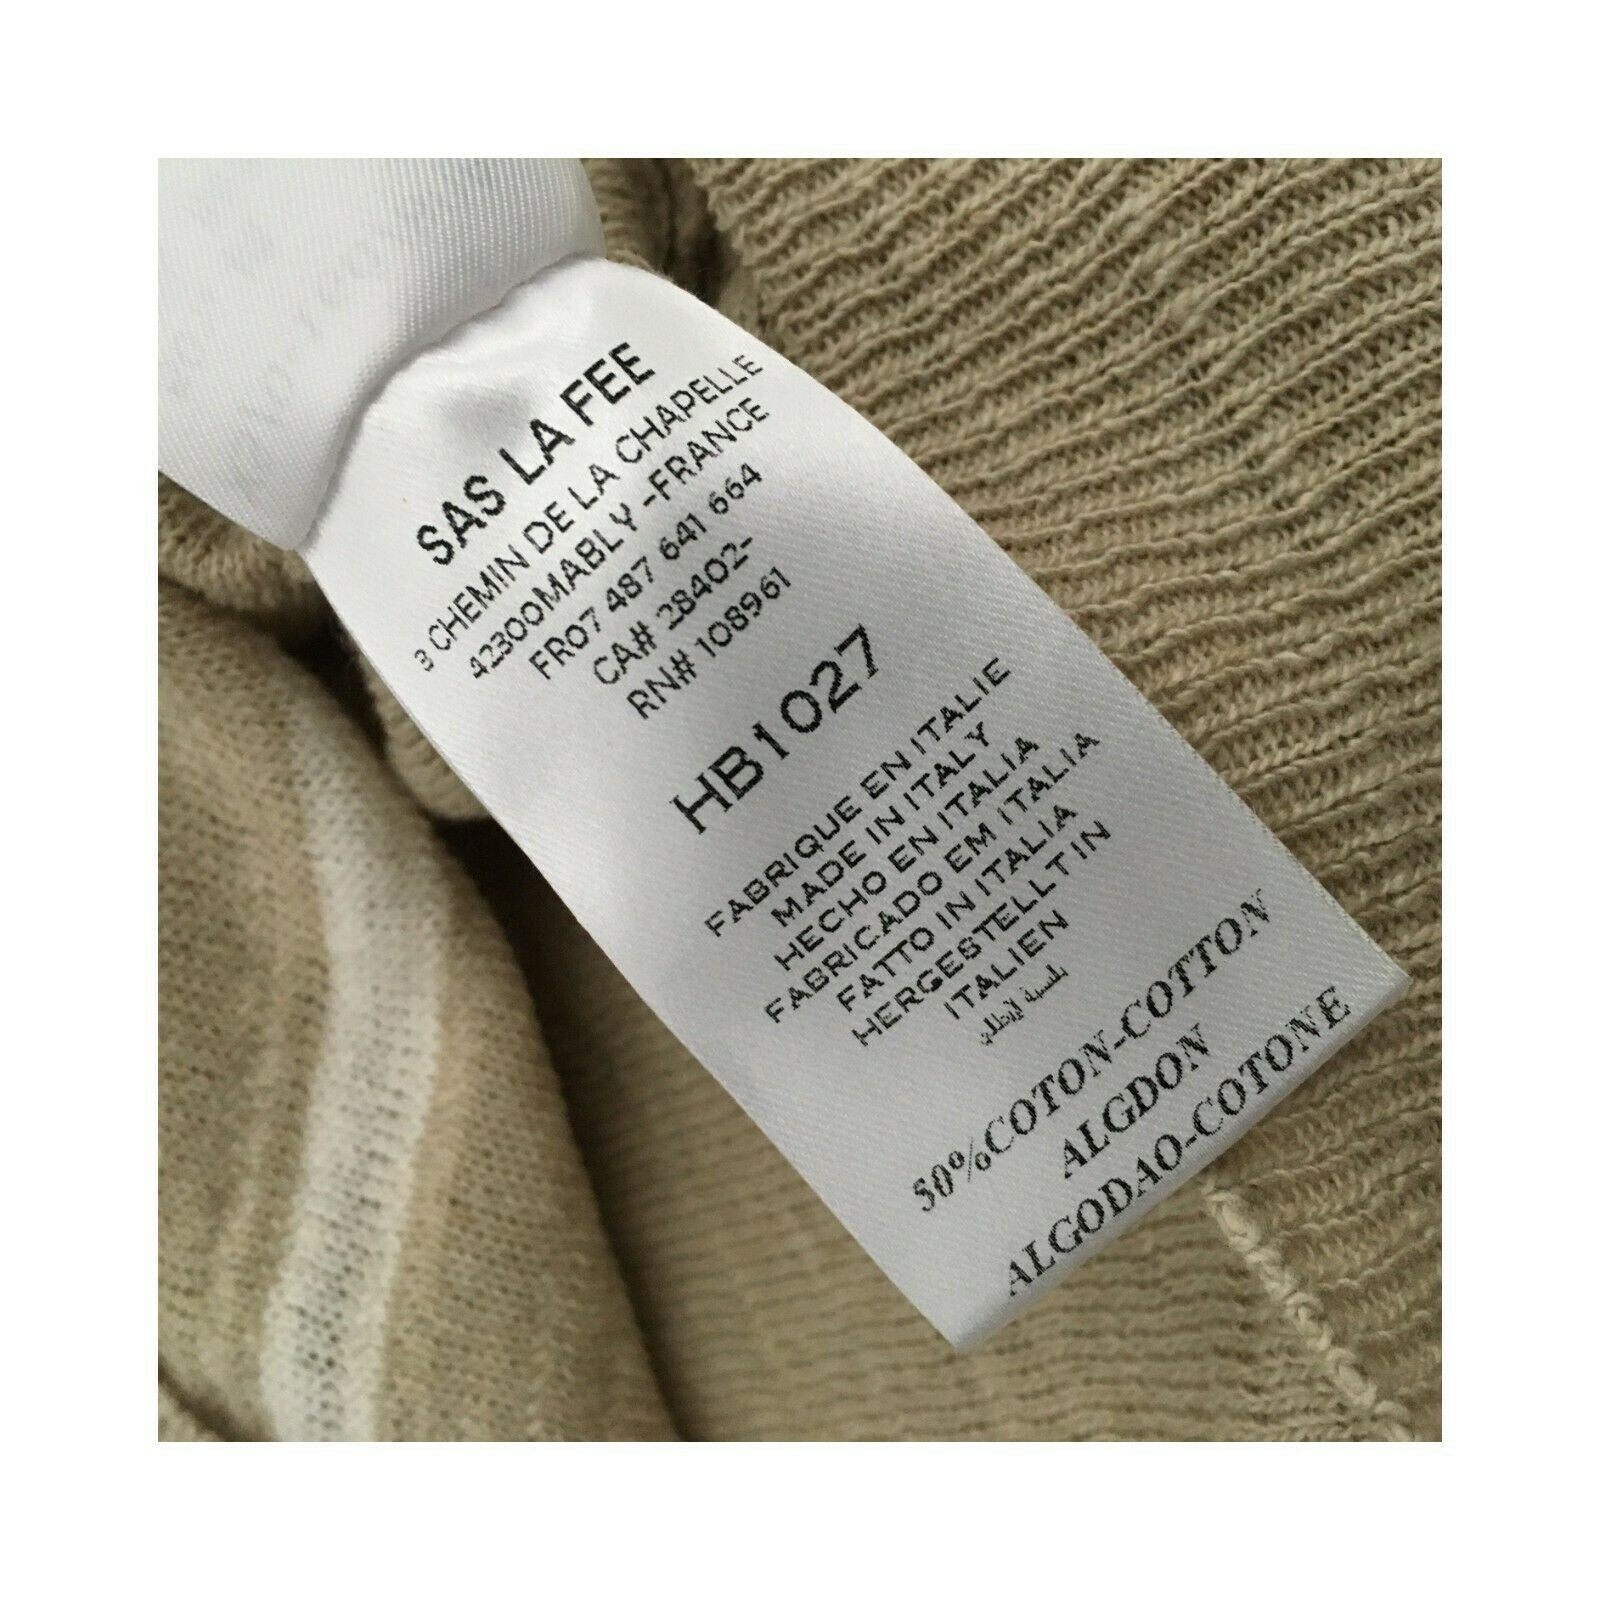 SAS LA FEE
3 CHEMIN DE LA CHAPELLE
42300MABLY -FRANCE
FR07 487 641 664
CA# 28402-
RN# 108961
HB1027
FABRIQUE EN ITALIE
MADE IN ITALY
HECHO EN ITALIA
FABRICADO EM ITALIA
FATTO IN ITALIA
HERGESTELLTIN
ITALIEN
50%COTON-COTTON
ALGDON
ALGODAO-COTONE